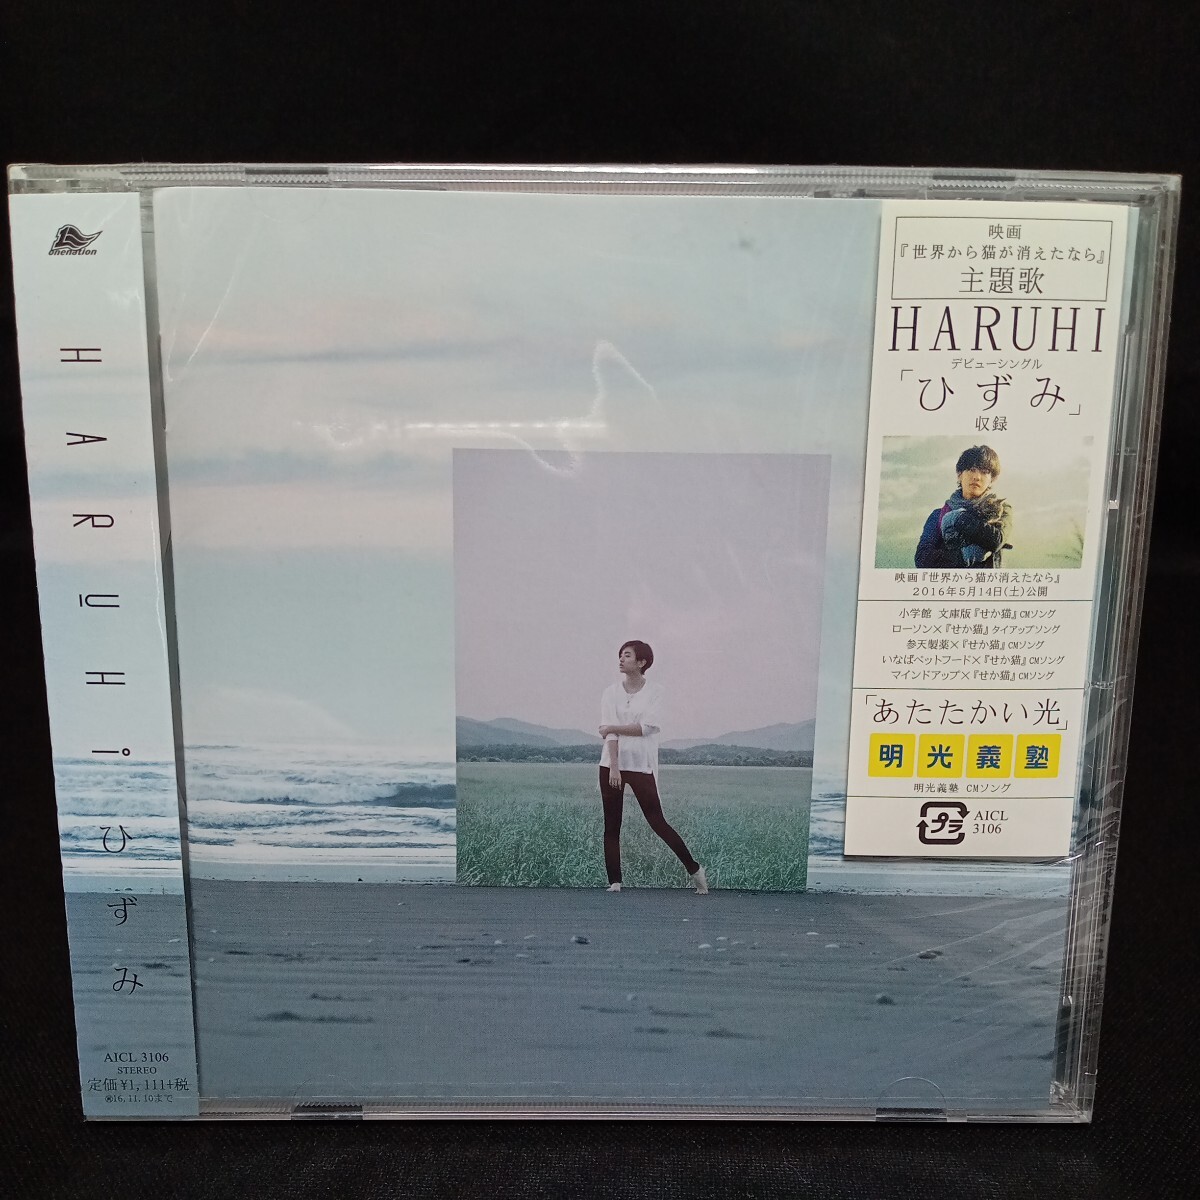 onenation
HARUHi ひずみ
AICL 3106
STEREO
定価¥1,111+税
Ⓡ16.11.10まで
映画
『世界から猫が消えたなら』
主題歌
HARUHI
デビューシングル
「ひずみ」
収録
映画『世界から猫が消えたなら』
2016年5月14日(土)公開
小学館 文庫版『せか猫』CMソング
ローソン×『せか猫』タイアップソング
参天製薬×『せか猫』CMソング
いなばペットフード×『せか猫』CMソング
マインドアップ×『せか猫』CMソング
「あたたかい光」
明光義塾
明光義塾 CMソング
プラ
AICL
3106